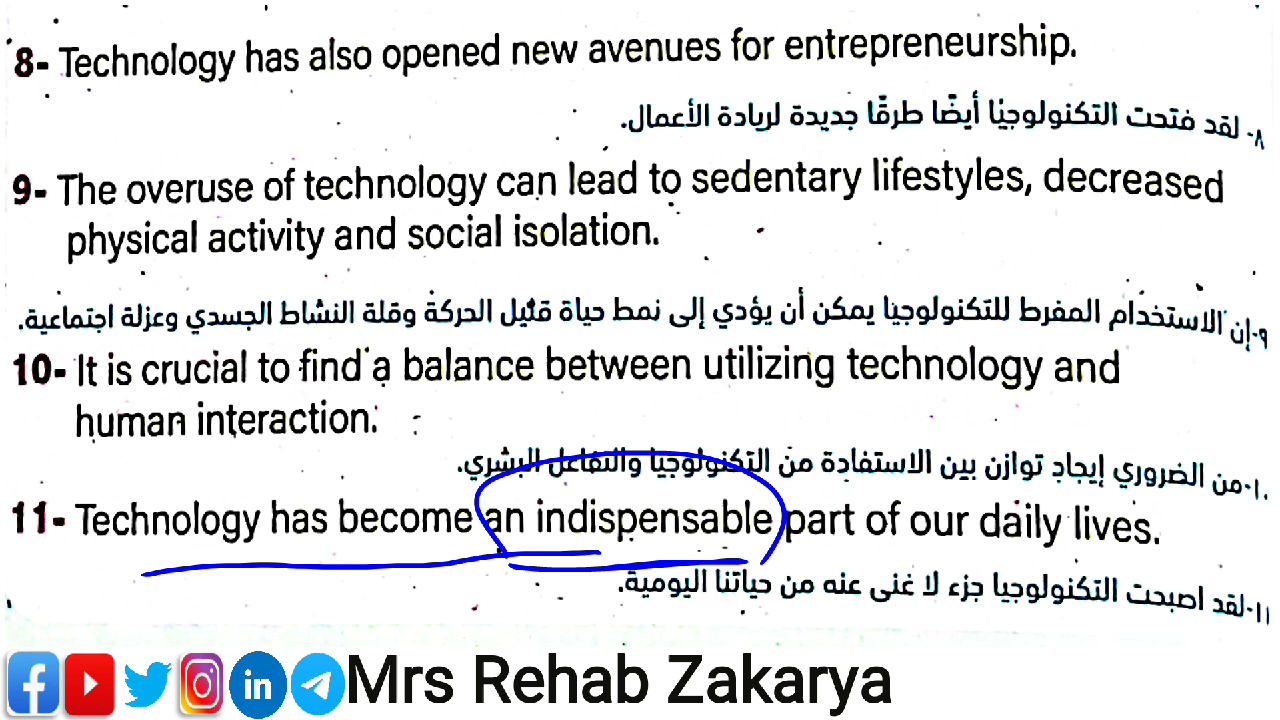 8- Technology has also opened new avenues for entrepreneurship.
٨- لقد فتحت التكنولوجيا أيضًا طرقًا جديدة لريادة الأعمال.
9- The overuse of technology can lead to sedentary lifestyles, decreased
physical activity and social isolation.
٩-إن الاستخدام المفرط للتكنولوجيا يمكن أن يؤدي إلى نمط حياة قليل الحركة وقلة النشاط الجسدي وعزلة اجتماعية.
10- It is crucial to find a balance between utilizing technology and
human interaction.
١٠-من الضروري إيجاد توازن بين الاستفادة من التكنولوجيا والتفاعل البشري.
11- Technology has become an indispensable part of our daily lives.
١١-لقد اصبحت التكنولوجيا جزء لا غنى عنه من حياتنا اليومية.
Mrs Rehab Zakarya